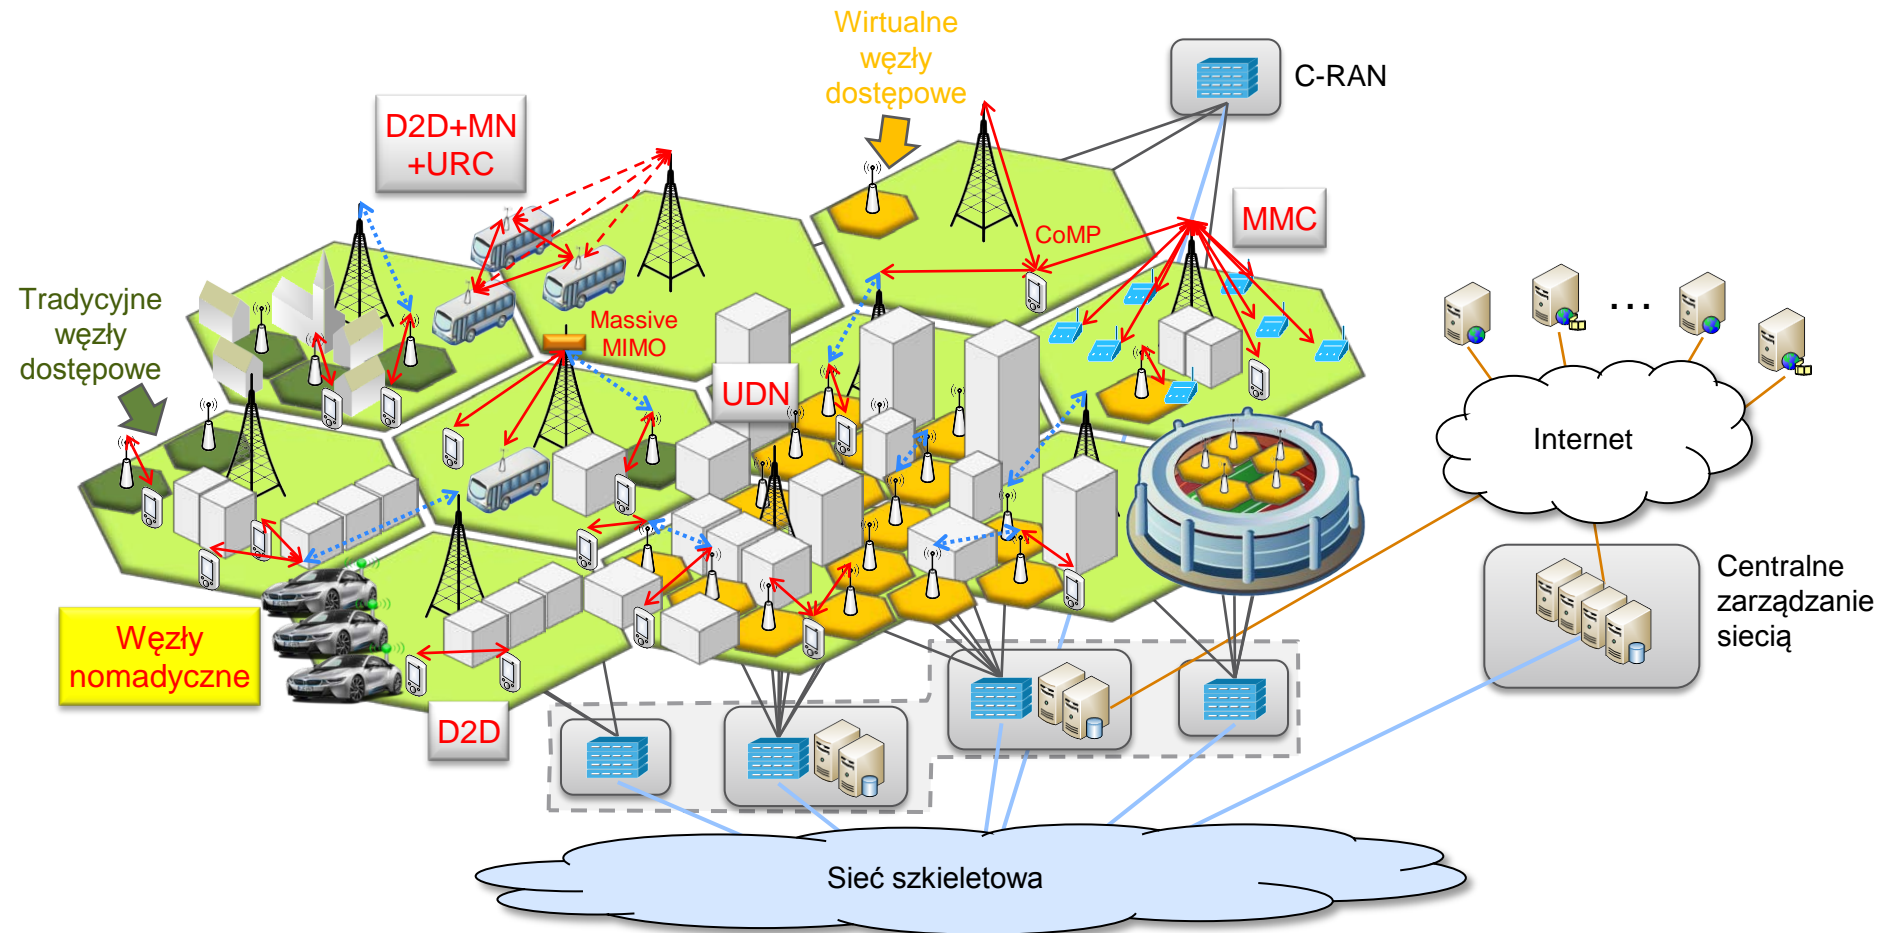 Wirtualne
węzły
dostępowe
C-RAN
D2D+MN
+URC
MMC
CoMP
Tradycyjne
węzły
dostępowe
Massive
MIMO
UDN
...
Internet
Centralne
zarządzanie
siecią
Węzły
nomadyczne
D2D
Sieć szkieletowa